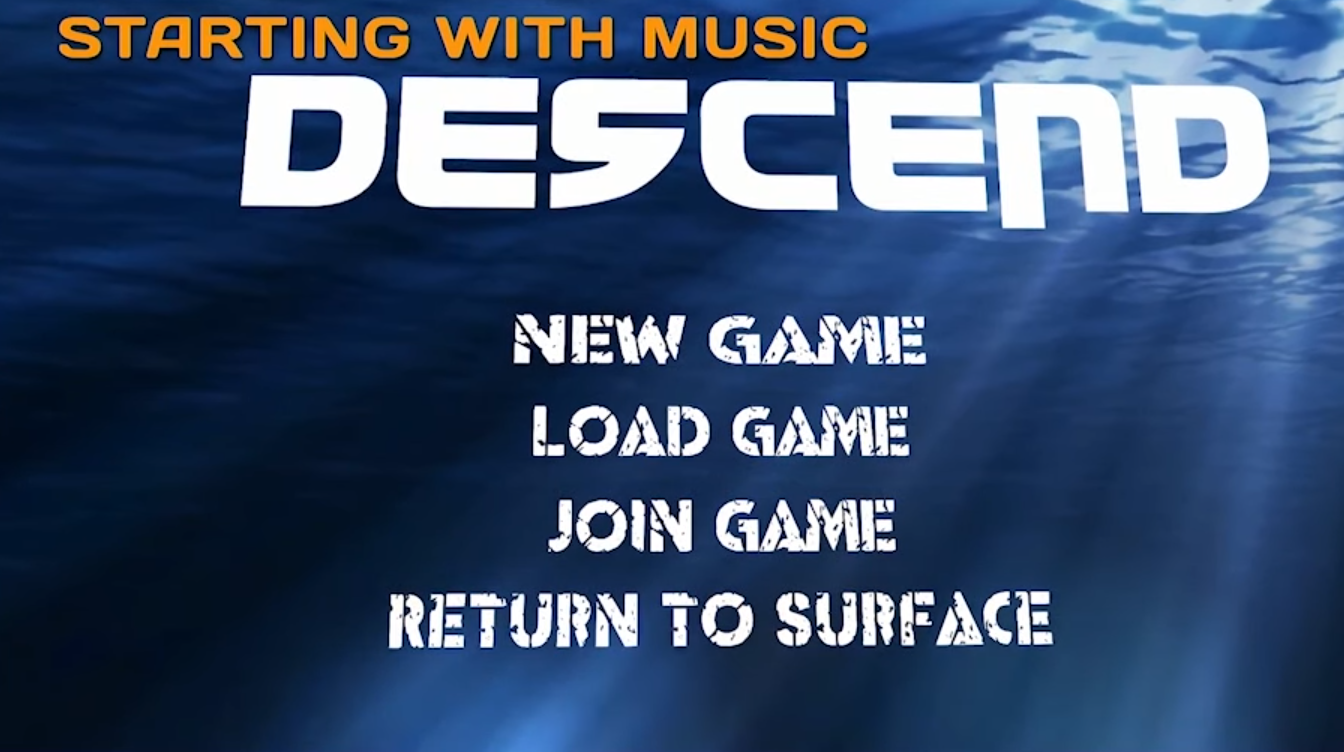 STARTING WITH MUSIC
DESCEND
NEW GAME
LOAD GAME
JOIN GAME
RETURN TO SURFACE